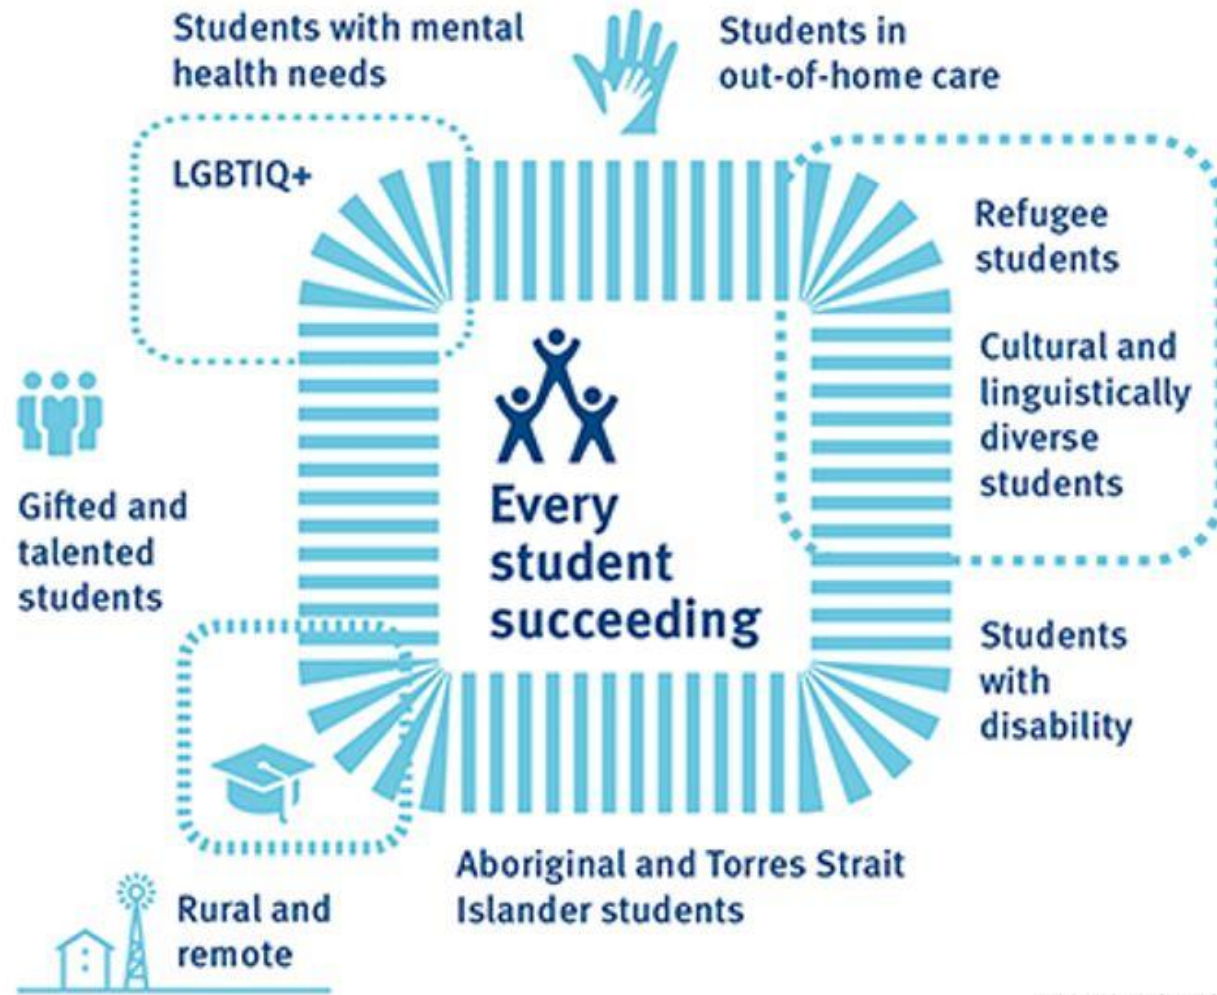 Students with mental
health needs
Students in
out-of-home care
LGBTIQ+
Refugee
students
Cultural and
linguistically
diverse
students
Gifted and
talented
students
Every
student
succeeding
Students
with
disability
Aboriginal and Torres Strait
Islander students
Rural and
remote